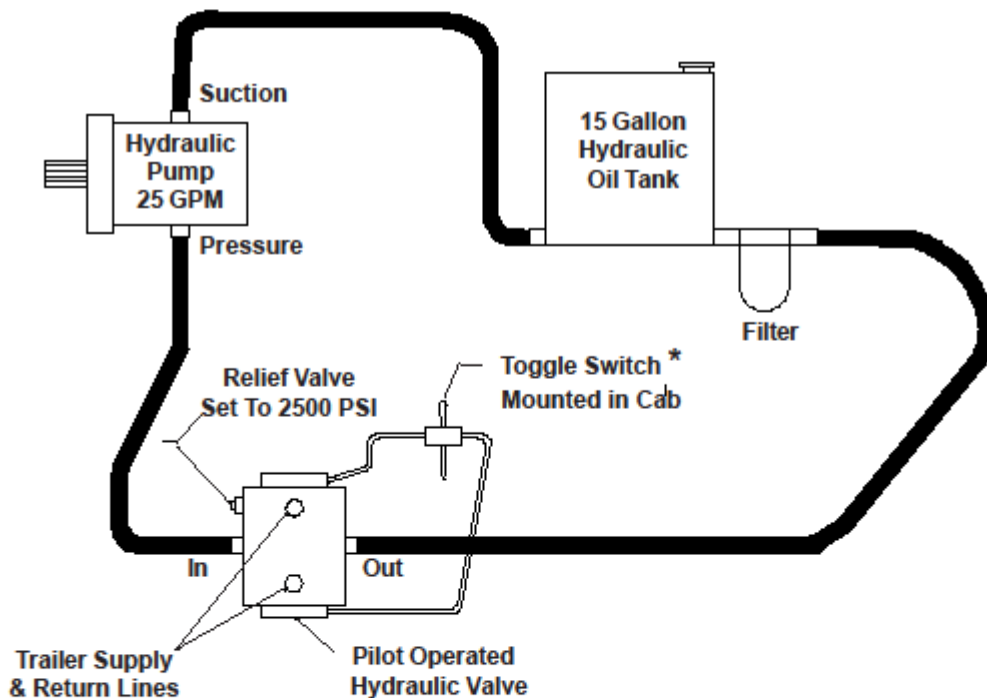 Suction
Hydraulic
Pump
25 GPM
Pressure
15 Gallon
Hydraulic
Oil Tank
Filter
Relief Valve
Set To 2500 PSI
Toggle Switch *
Mounted in Cab
In
Out
Trailer Supply
& Return Lines
Pilot Operated
Hydraulic Valve